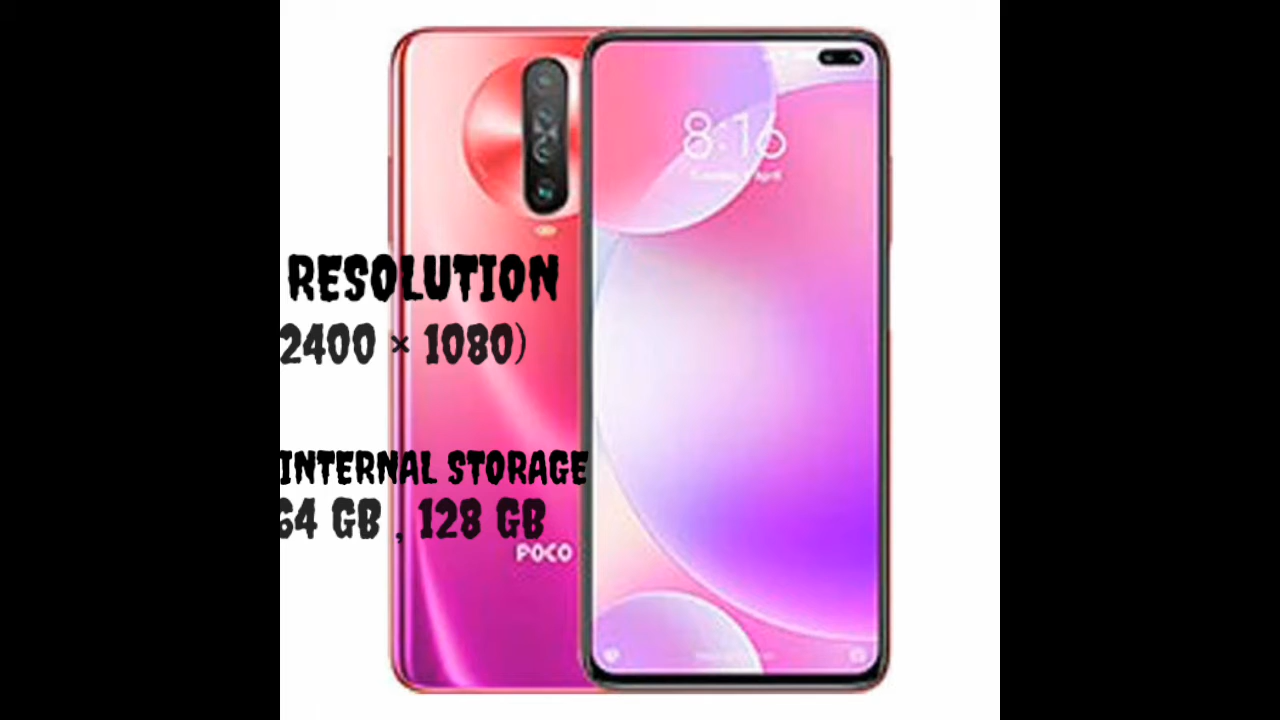 8:16
RESOLUTION
2400 × 1080)
INTERNAL STORAGE
64 GB , 128 GB
POCO